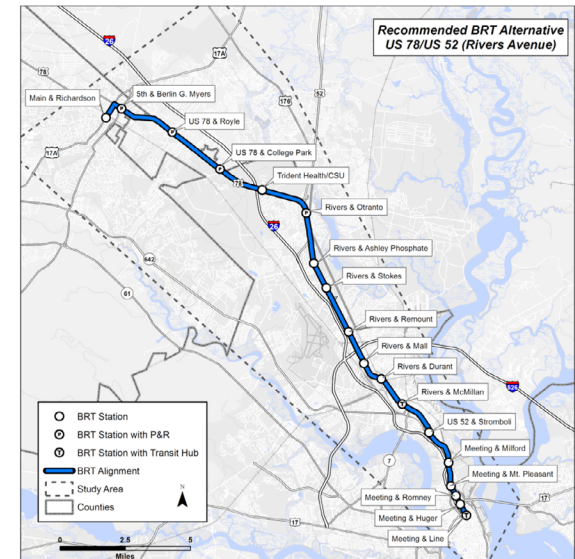 Recommended BRT Alternative
US 78/US 52 (Rivers Avenue)
26
17A
78
176
52
Main & Richardson
5th & Berlin G. Myers
US 78 & Royle
17A
US 78 & College Park
78
Trident Health/CSU
Rivers & Otranto
26
Rivers & Ashley Phosphate
642
Rivers & Stokes
61
Rivers & Remount
Rivers & Mall
Rivers & Durant
526
Rivers & McMillan
US 52 & Stromboli
Meeting & Milford
7
Meeting & Mt. Pleasant
Meeting & Romney
17
Meeting & Huger
17
Meeting & Line
BRT Station
P BRT Station with P&R
T BRT Station with Transit Hub
BRT Alignment
Study Area
N
Counties
0 2.5 5
Miles